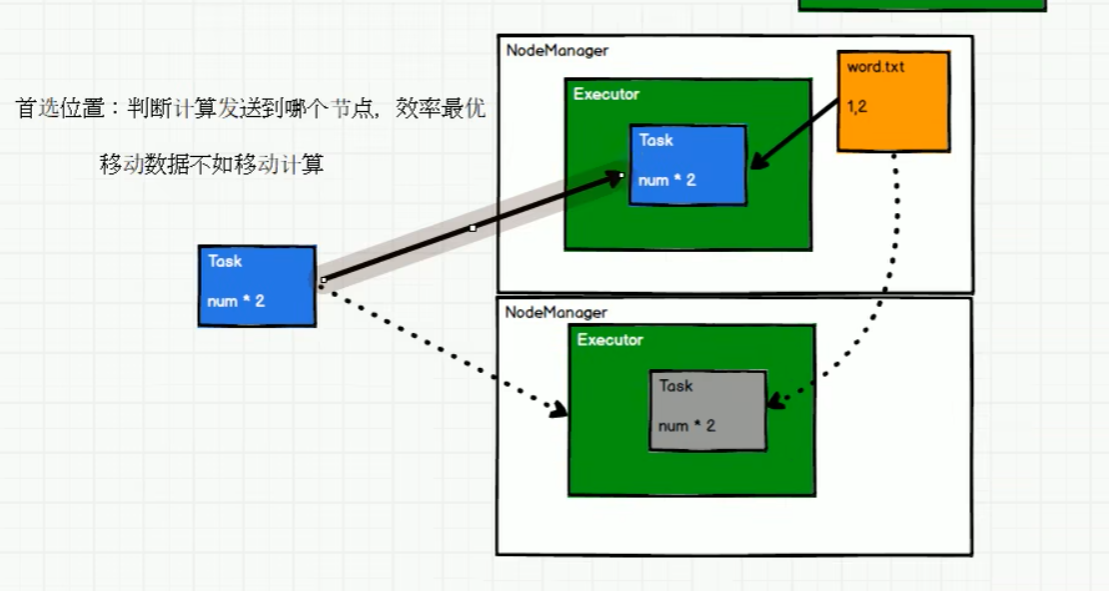 NodeManager
word.txt
Executor
1,2
首选位置：判断计算发送到哪个节点，效率最优
Task
移动数据不如移动计算
num * 2
Task
num * 2
NodeManager
Executor
Task
num * 2